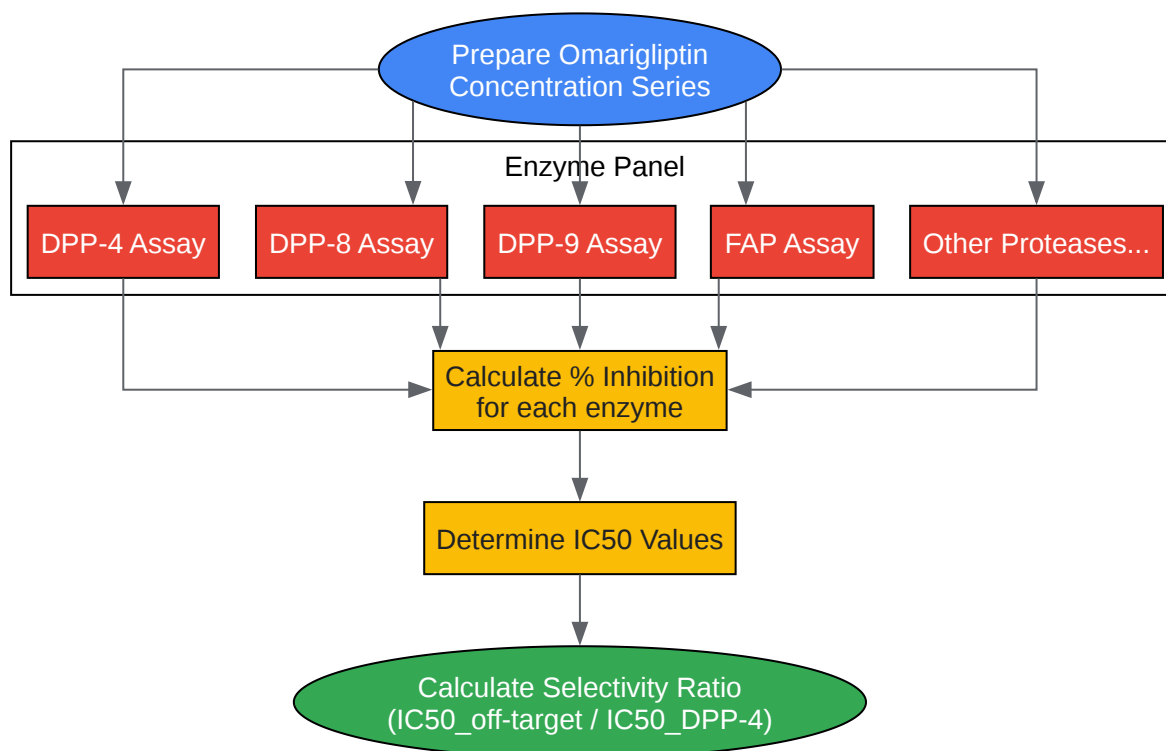 Prepare Omarigliptin
Concentration Series
Enzyme Panel
DPP-4 Assay
DPP-8 Assay
DPP-9 Assay
FAP Assay
Other Proteases...
Calculate % Inhibition
for each enzyme
Determine IC50 Values
Calculate Selectivity Ratio
(IC50_off-target / IC50_DPP-4)